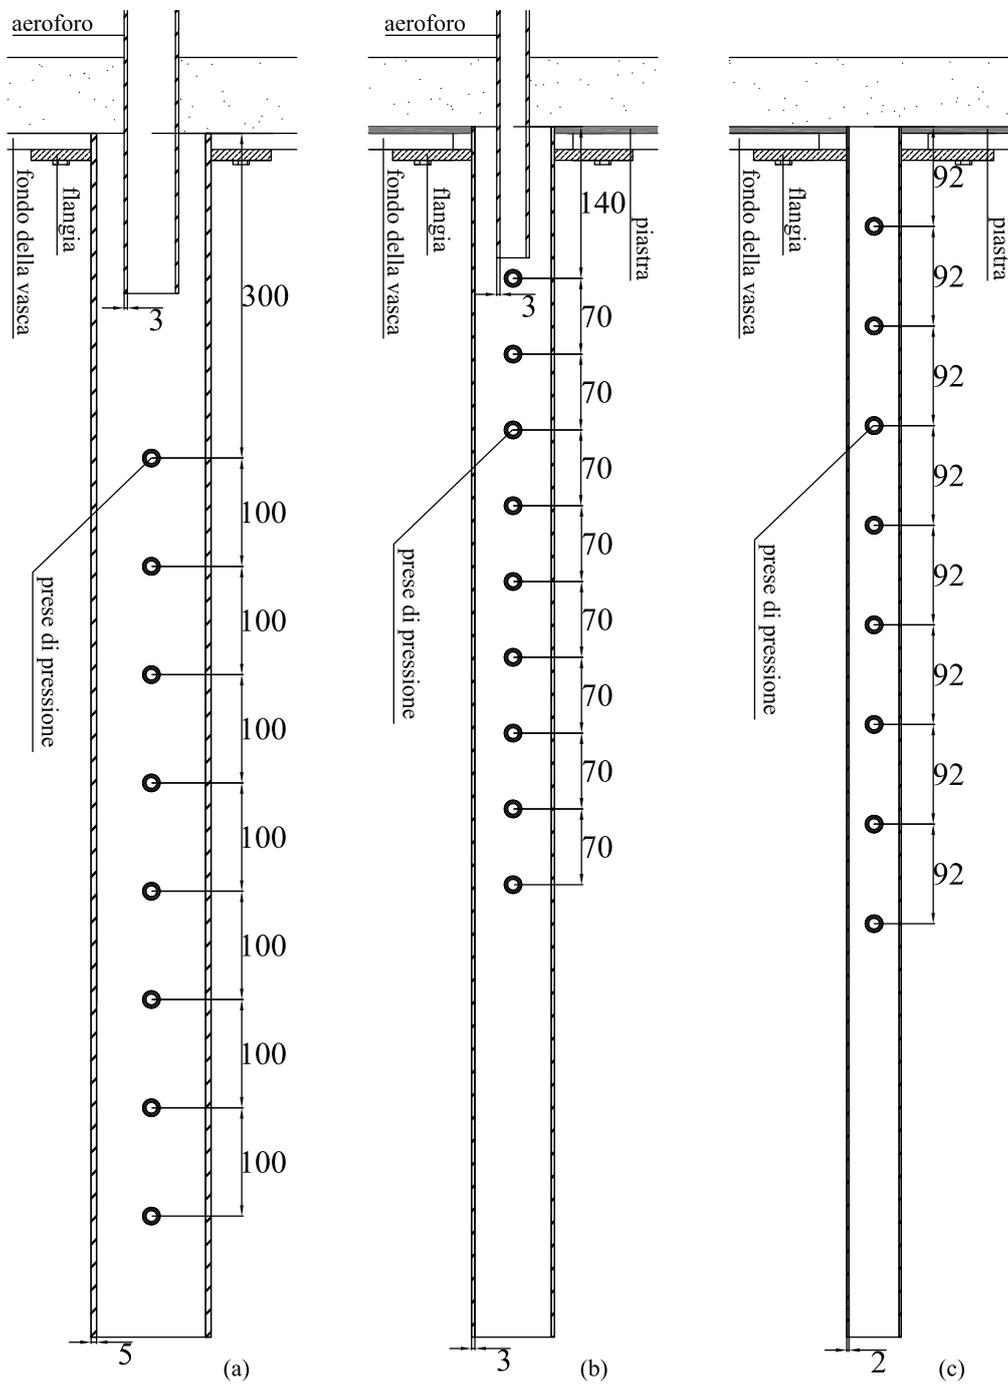 aeroforo
fondo della vasca
flangia
300
3
100
100
100
100
100
100
100
prese di pressione
5
(a)
aeroforo
fondo della vasca
flangia
piastra
140
3
70
70
70
70
70
70
70
70
prese di pressione
3
(b)
fondo della vasca
flangia
piastra
92
92
92
92
92
92
92
92
prese di pressione
2
(c)